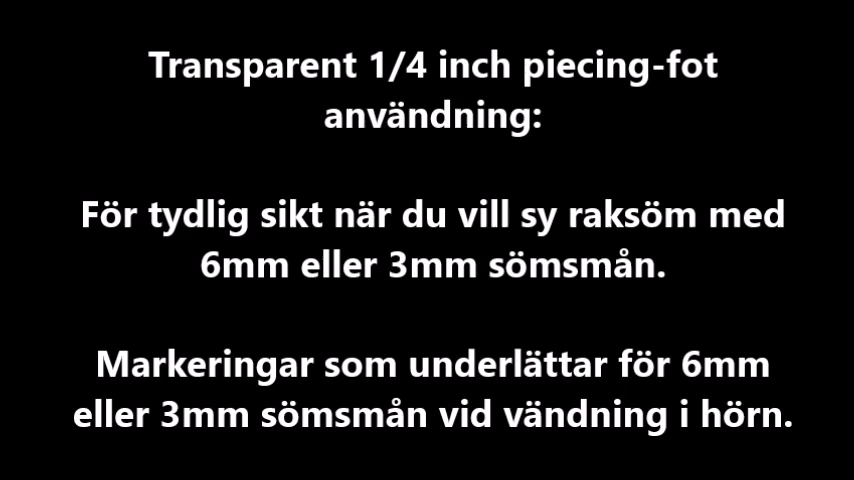 Transparent 1/4 inch piecing-fot
användning:
För tydlig sikt när du vill sy raksöm med
6mm eller 3mm sömsmån.
Markeringar som underlättar för 6mm
eller 3mm sömsmån vid vändning i hörn.